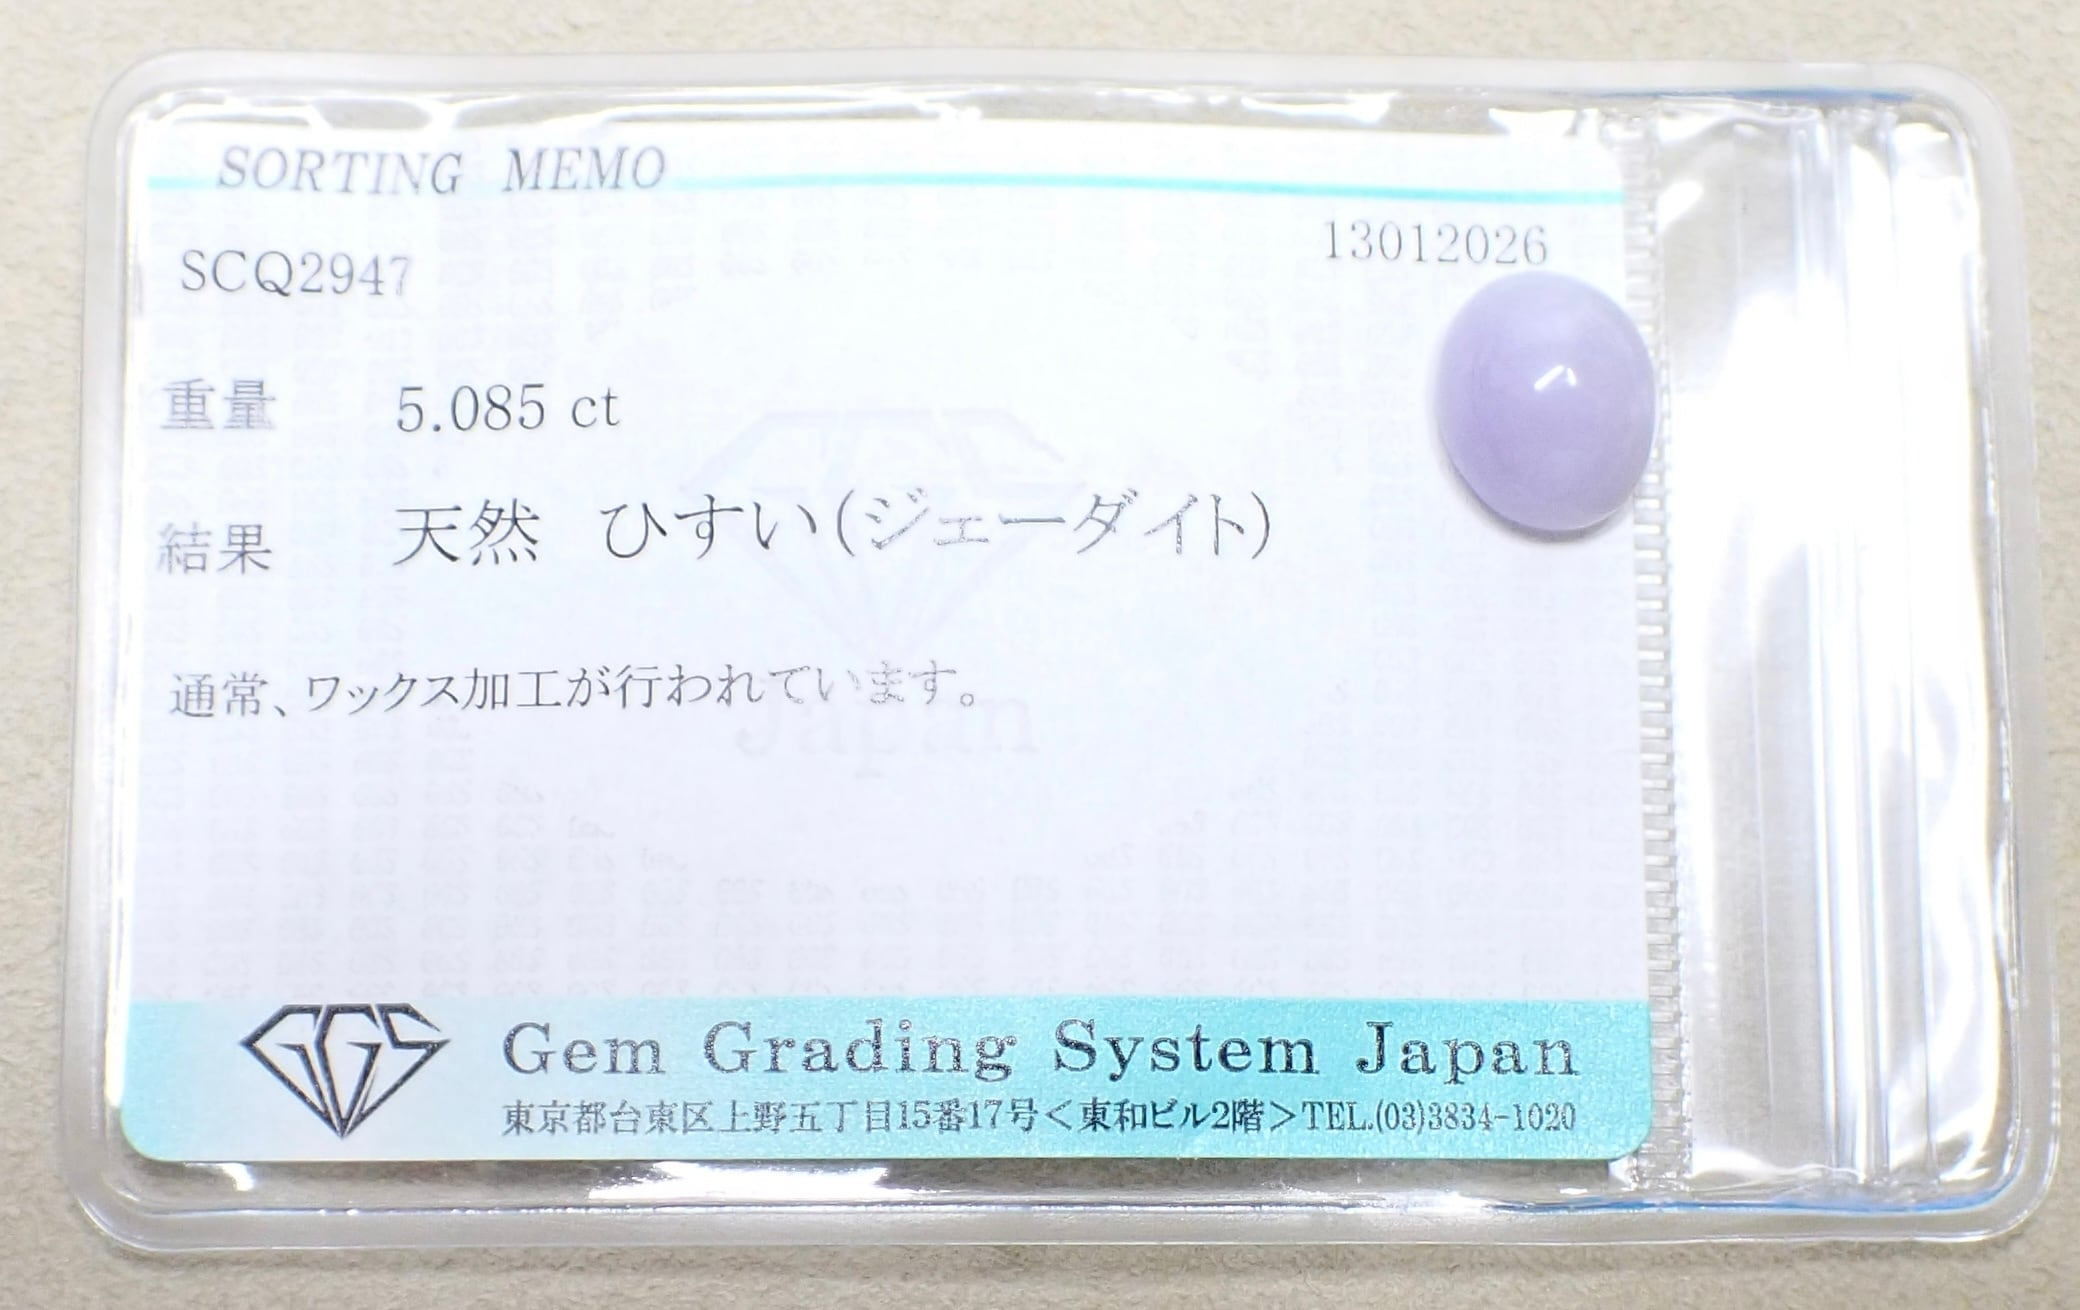 SORTING MEMO
13012026
SCQ2947
重量 5.085 ct
結果 天然 ひすい(ジェーダイト)
通常、ワックス加工が行われています。
Japan
GGS Gem Grading System Japan
東京都台東区上野五丁目15番17号<東和ビル2階>TEL.(03)3834-1020